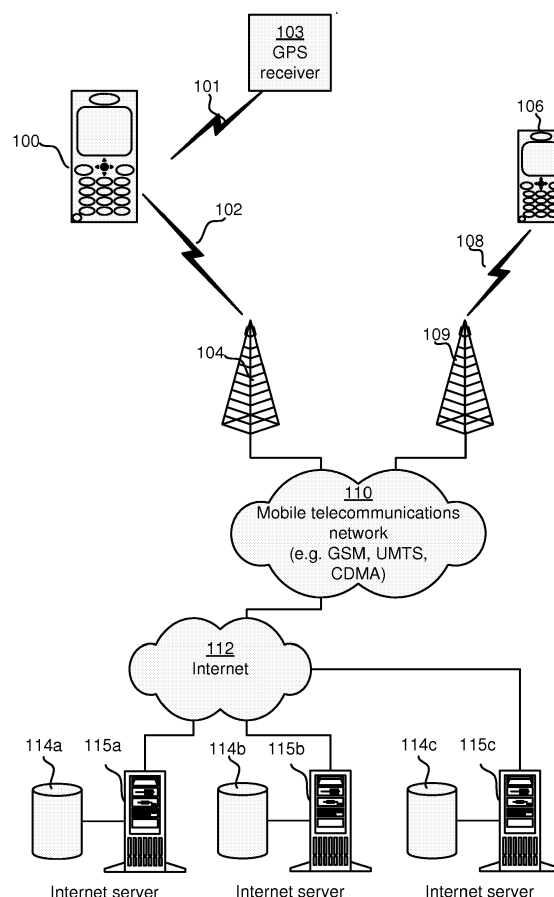 103
GPS
receiver
101
106
100
102
108
104
109
110
Mobile telecommunications
network
(e.g. GSM, UMTS,
CDMA)
112
Internet
114a
115a
114b
115b
114c
115c
Internet server
Internet server
Internet server